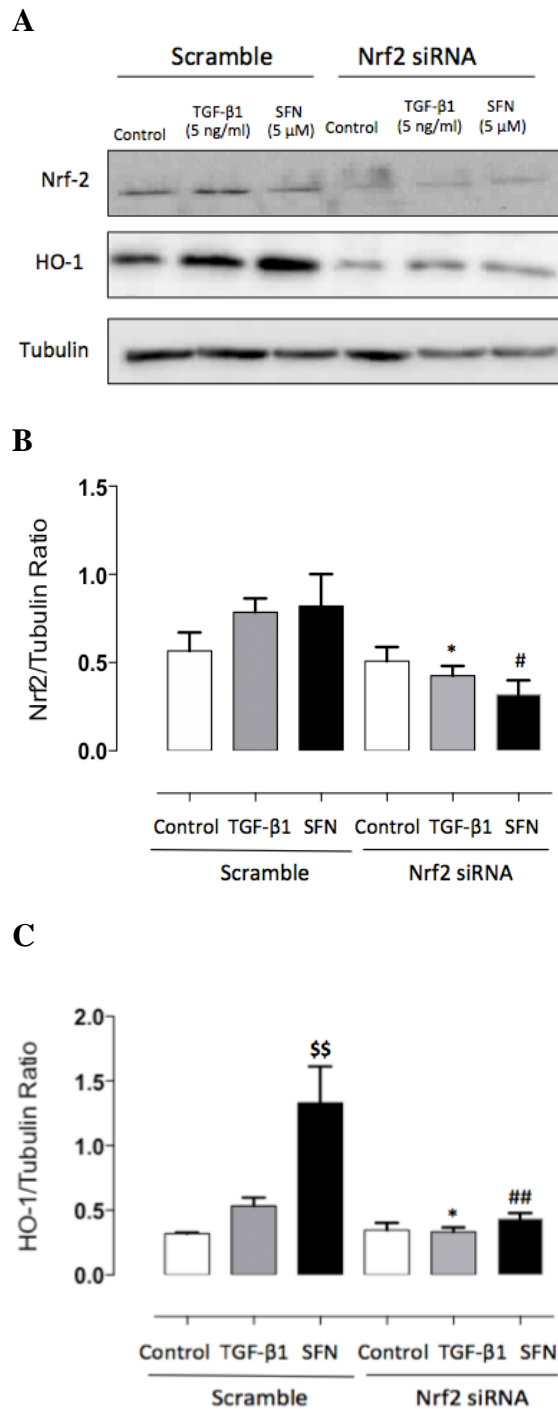 A
Scramble Nrf2 siRNA
Control TGF-β1 (5 ng/ml) SFN (5 µM) Control TGF-β1 (5 ng/ml) SFN (5 µM)
Nrf-2
HO-1
Tubulin
B
Nrf2/Tubulin Ratio
1.5
1.0
0.5
0.0
*
#
Control TGF-β1 SFN Control TGF-β1 SFN
Scramble Nrf2 siRNA
C
HO-1/Tubulin Ratio
2.0
1.5
1.0
0.5
0.0
$$
*
##
Control TGF-β1 SFN Control TGF-β1 SFN
Scramble Nrf2 siRNA